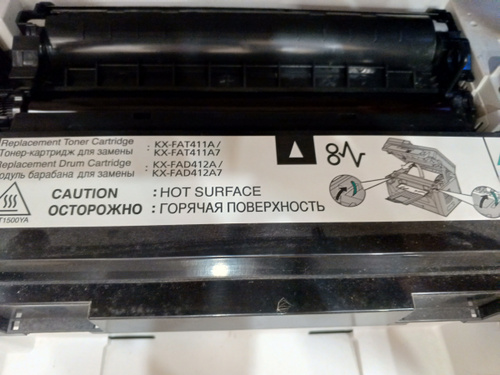 Replacement Toner Cartridge : KX-FAT411A /
Тонер-картридж для замены KX-FAT411A7
Replacement Drum Cartridge : KX-FAD412A /
одуль барабана для замены KX-FAD412A7
CAUTION : HOT SURFACE
ОСТОРОЖНО : ГОРЯЧАЯ ПОВЕРХНОСТЬ
T1500YA